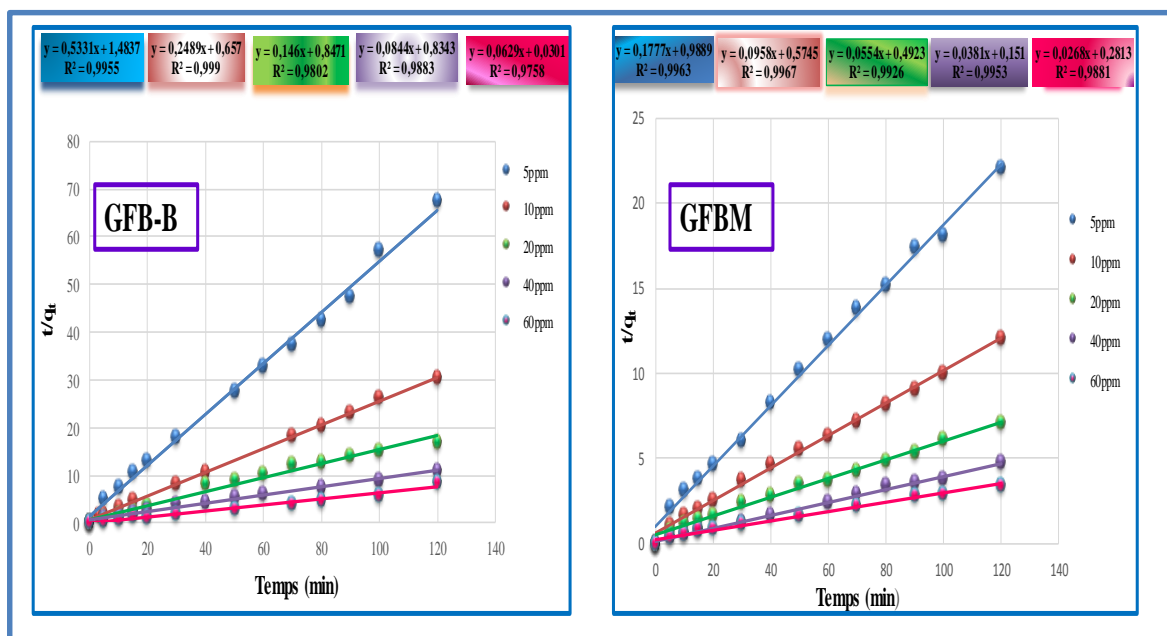 y = 0,5331x + 1,4837
R² = 0,9955
y = 0,2489x + 0,657
R² = 0,999
y = 0,146x + 0,8471
R² = 0,9802
y = 0,0844x + 0,8343
R² = 0,9883
y = 0,0629x + 0,0301
R² = 0,9758
80
70
60
50
40
30
20
10
0
0 20 40 60 80 100 120 140
t/qt
Temps (min)
GFB-B
5ppm
10ppm
20ppm
40ppm
60ppm
y = 0,1777x + 0,9889
R² = 0,9963
y = 0,0958x + 0,5745
R² = 0,9967
y = 0,0554x + 0,4923
R² = 0,9926
y = 0,0381x + 0,151
R² = 0,9953
y = 0,0268x + 0,2813
R² = 0,9881
25
20
15
10
5
0
0 20 40 60 80 100 120 140
t/qt
Temps (min)
GFBM
5ppm
10ppm
20ppm
40ppm
60ppm